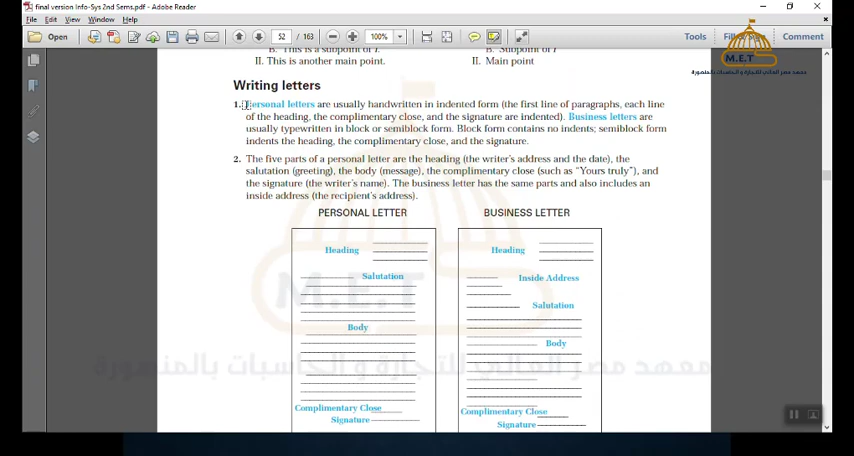 final version Info-Sys 2nd Sems.pdf - Adobe Reader
File Edit View Window Help
Open 52 / 163 100% Tools Comment
M.E.T
معهد مصر العالي للتجارة و الحاسبات بالمنصورة
B. This is a subpoint of I. B. Subpoint of I
II. This is another main point. II. Main point
Writing letters
1. Personal letters are usually handwritten in indented form (the first line of paragraphs, each line
of the heading, the complimentary close, and the signature are indented). Business letters are
usually typewritten in block or semiblock form. Block form contains no indents; semiblock form
indents the heading, the complimentary close, and the signature.
2. The five parts of a personal letter are the heading (the writer's address and the date), the
salutation (greeting), the body (message), the complimentary close (such as “Yours truly”), and
the signature (the writer's name). The business letter has the same parts and also includes an
inside address (the recipient's address).
PERSONAL LETTER BUSINESS LETTER
Heading Heading
Salutation Inside Address
Salutation
Body Body
M.E.T
معهد مصر العالي للتجارة و الحاسبات بالمنصورة
Complimentary Close Complimentary Close
Signature Signature